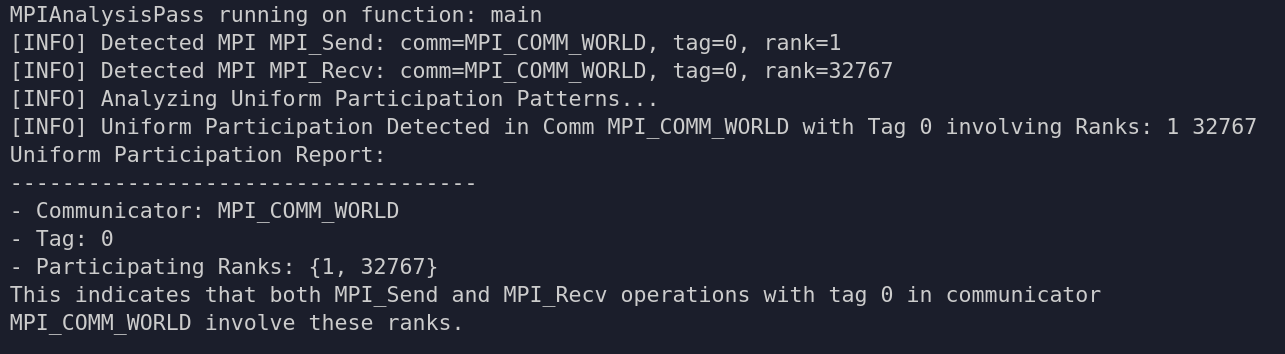 MPIAnalysisPass running on function: main
[INFO] Detected MPI MPI_Send: comm=MPI_COMM_WORLD, tag=0, rank=1
[INFO] Detected MPI MPI_Recv: comm=MPI_COMM_WORLD, tag=0, rank=32767
[INFO] Analyzing Uniform Participation Patterns...
[INFO] Uniform Participation Detected in Comm MPI_COMM_WORLD with Tag 0 involving Ranks: 1 32767
Uniform Participation Report:
------------------------------------
- Communicator: MPI_COMM_WORLD
- Tag: 0
- Participating Ranks: {1, 32767}
This indicates that both MPI_Send and MPI_Recv operations with tag 0 in communicator
MPI_COMM_WORLD involve these ranks.